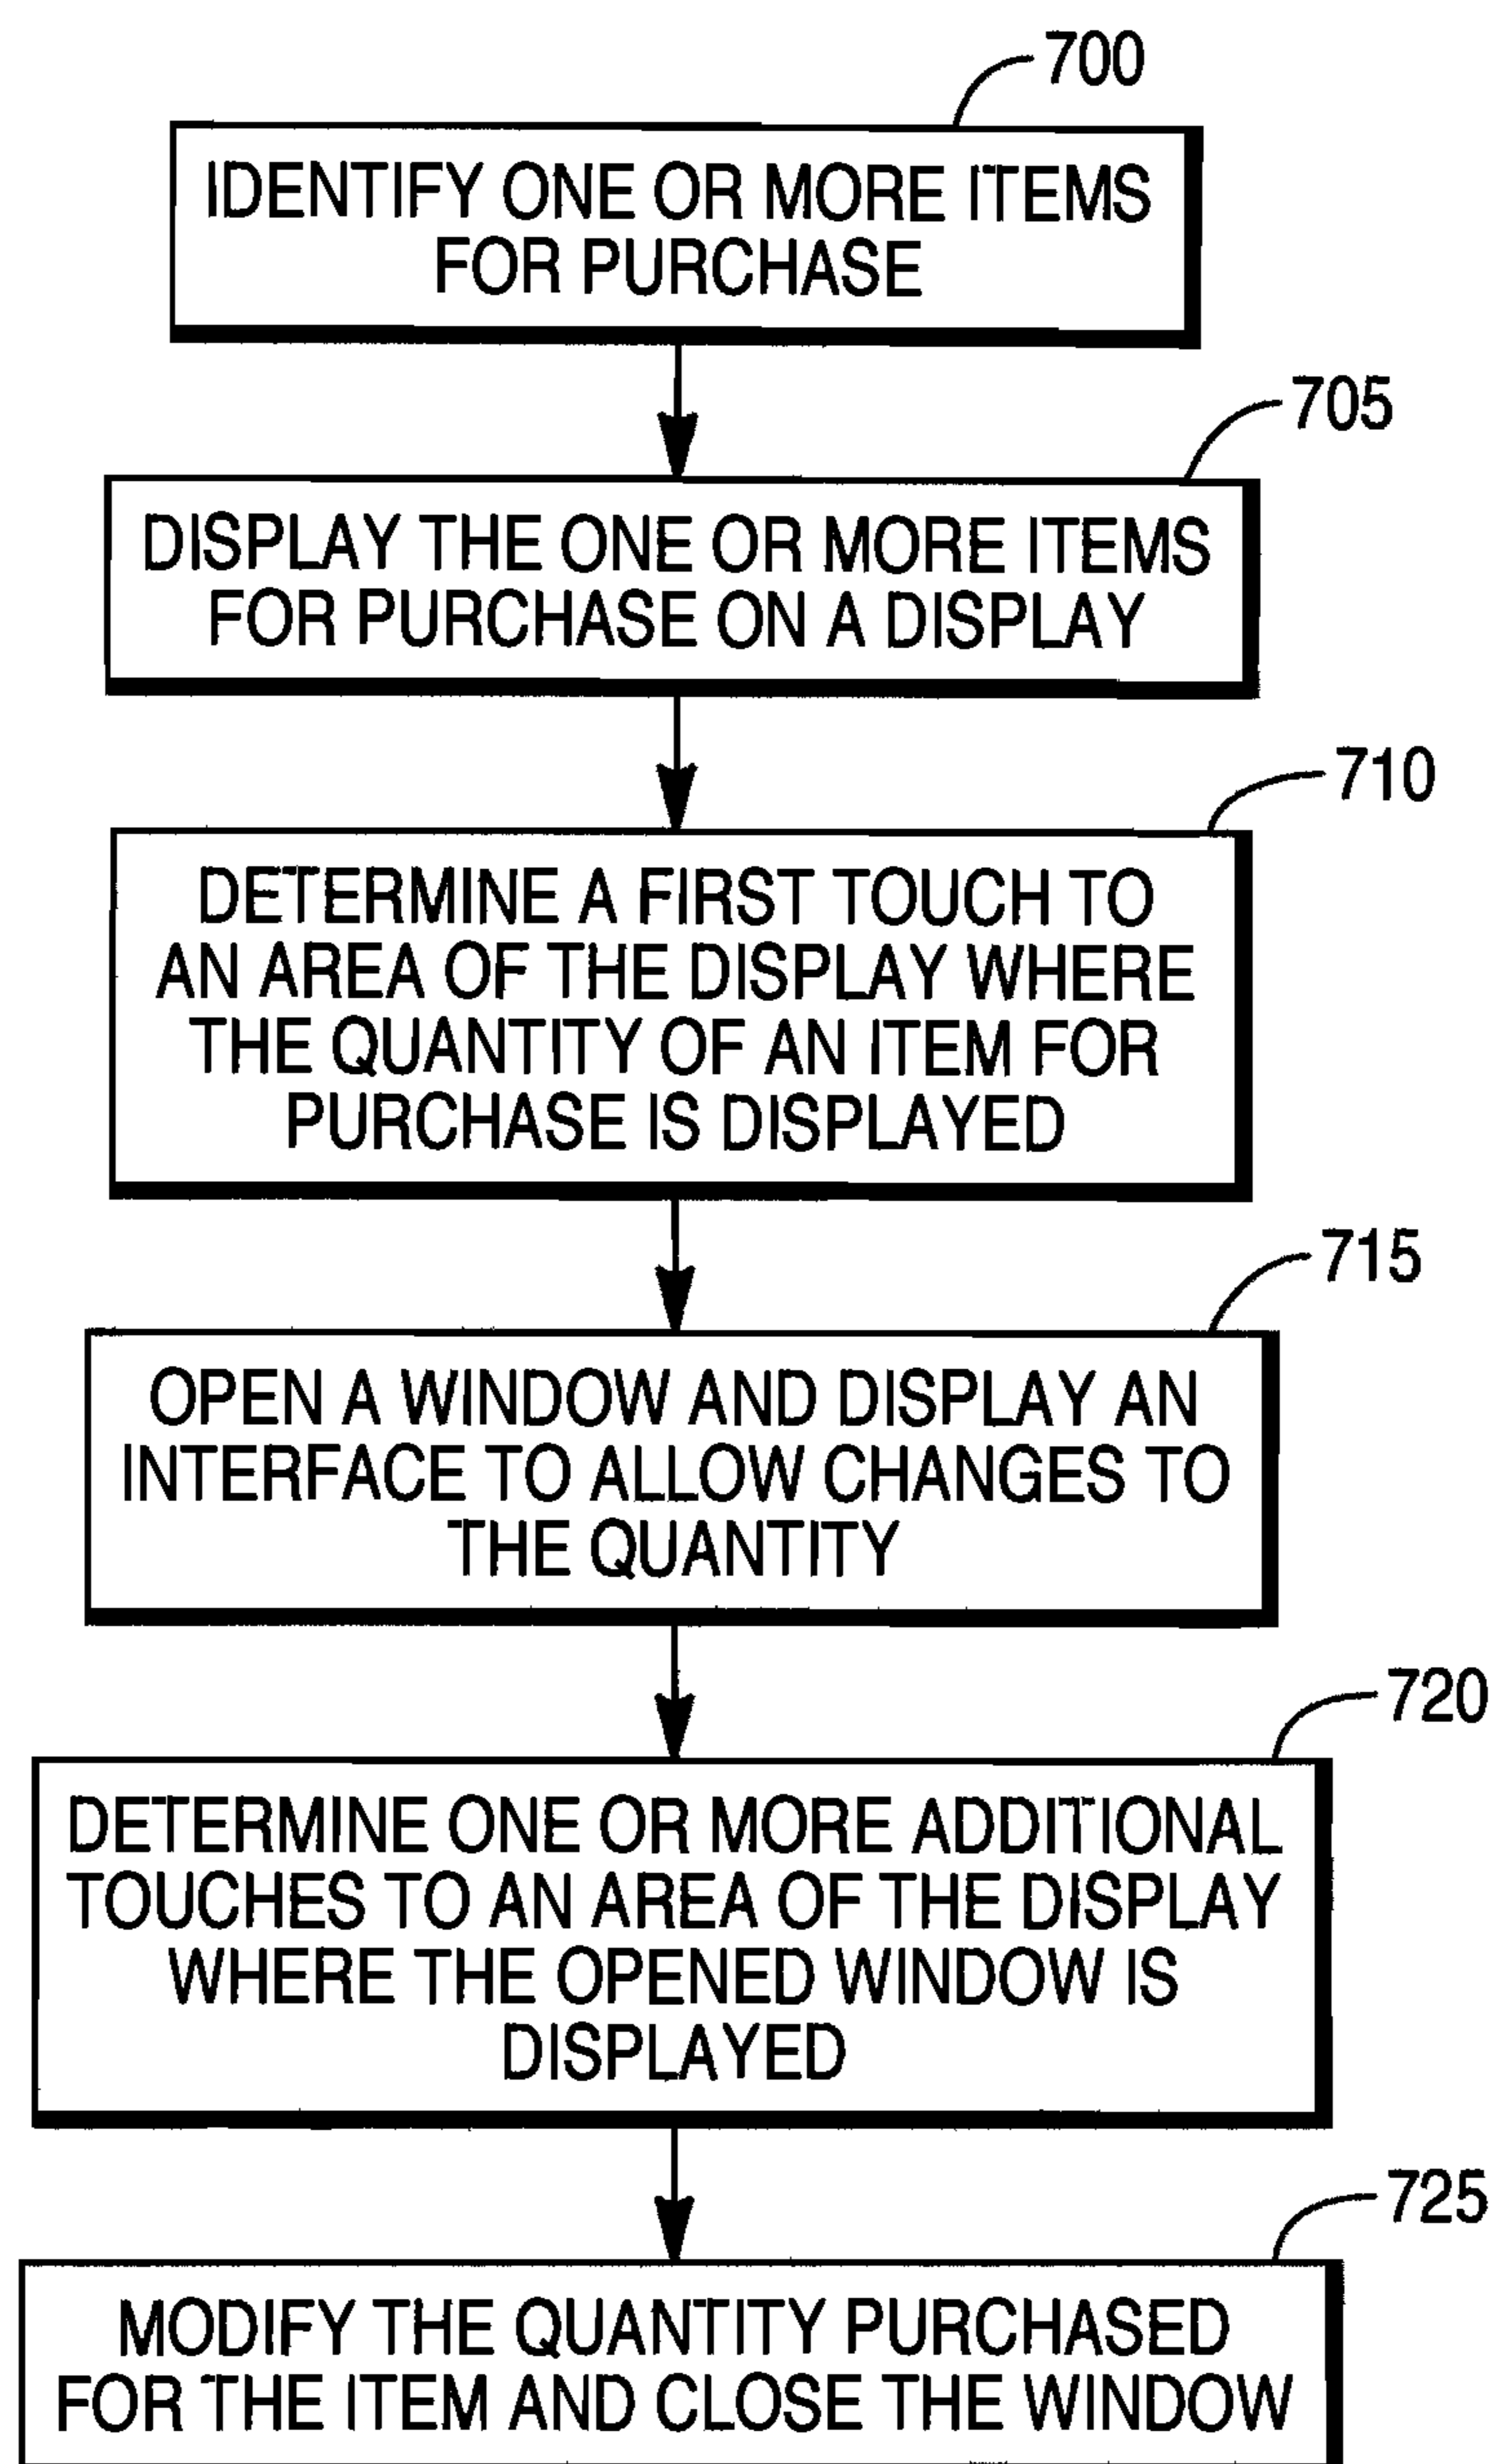 700
IDENTIFY ONE OR MORE ITEMS
FOR PURCHASE
705
DISPLAY THE ONE OR MORE ITEMS
FOR PURCHASE ON A DISPLAY
710
DETERMINE A FIRST TOUCH TO
AN AREA OF THE DISPLAY WHERE
THE QUANTITY OF AN ITEM FOR
PURCHASE IS DISPLAYED
715
OPEN A WINDOW AND DISPLAY AN
INTERFACE TO ALLOW CHANGES TO
THE QUANTITY
720
DETERMINE ONE OR MORE ADDITIONAL
TOUCHES TO AN AREA OF THE DISPLAY
WHERE THE OPENED WINDOW IS
DISPLAYED
725
MODIFY THE QUANTITY PURCHASED
FOR THE ITEM AND CLOSE THE WINDOW